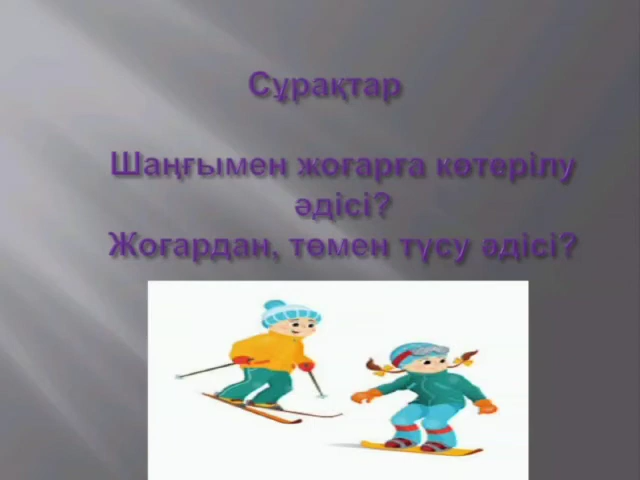 Сұрақтар
Шаңғымен жоғарға көтерілу
әдісі?
Жоғардан, төмен түсу әдісі?